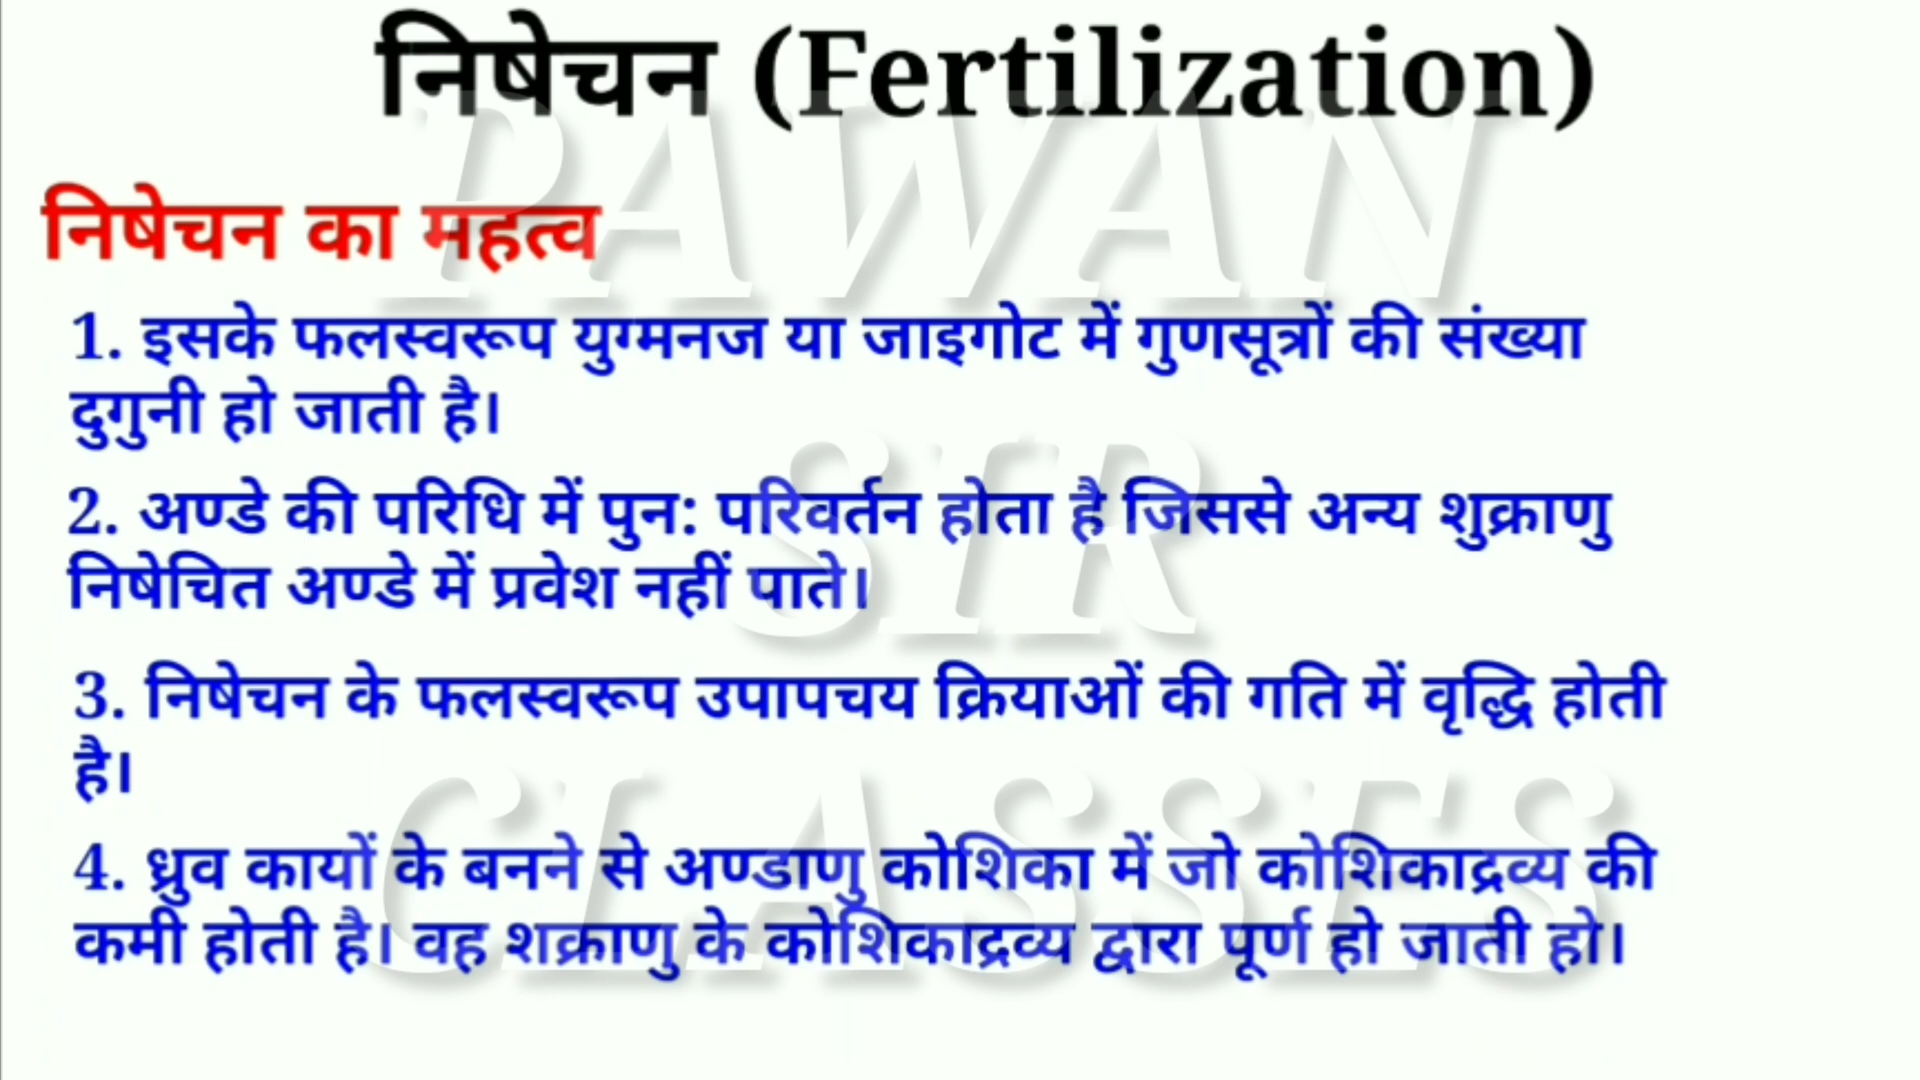 निषेचन (Fertilization)
निषेचन का महत्व
1. इसके फलस्वरूप युग्मनज या जाइगोट में गुणसूत्रों की संख्या
दुगुनी हो जाती है।
2. अण्डे की परिधि में पुन: परिवर्तन होता है जिससे अन्य शुक्राणु
निषेचित अण्डे में प्रवेश नहीं पाते।
3. निषेचन के फलस्वरूप उपापचय क्रियाओं की गति में वृद्धि होती
है।
4. ध्रुव कायों के बनने से अण्डाणु कोशिका में जो कोशिकाद्रव्य की
कमी होती है। वह शक्राणु के कोशिकाद्रव्य द्वारा पूर्ण हो जाती हो।
PAWAN
SIR
CLASSES